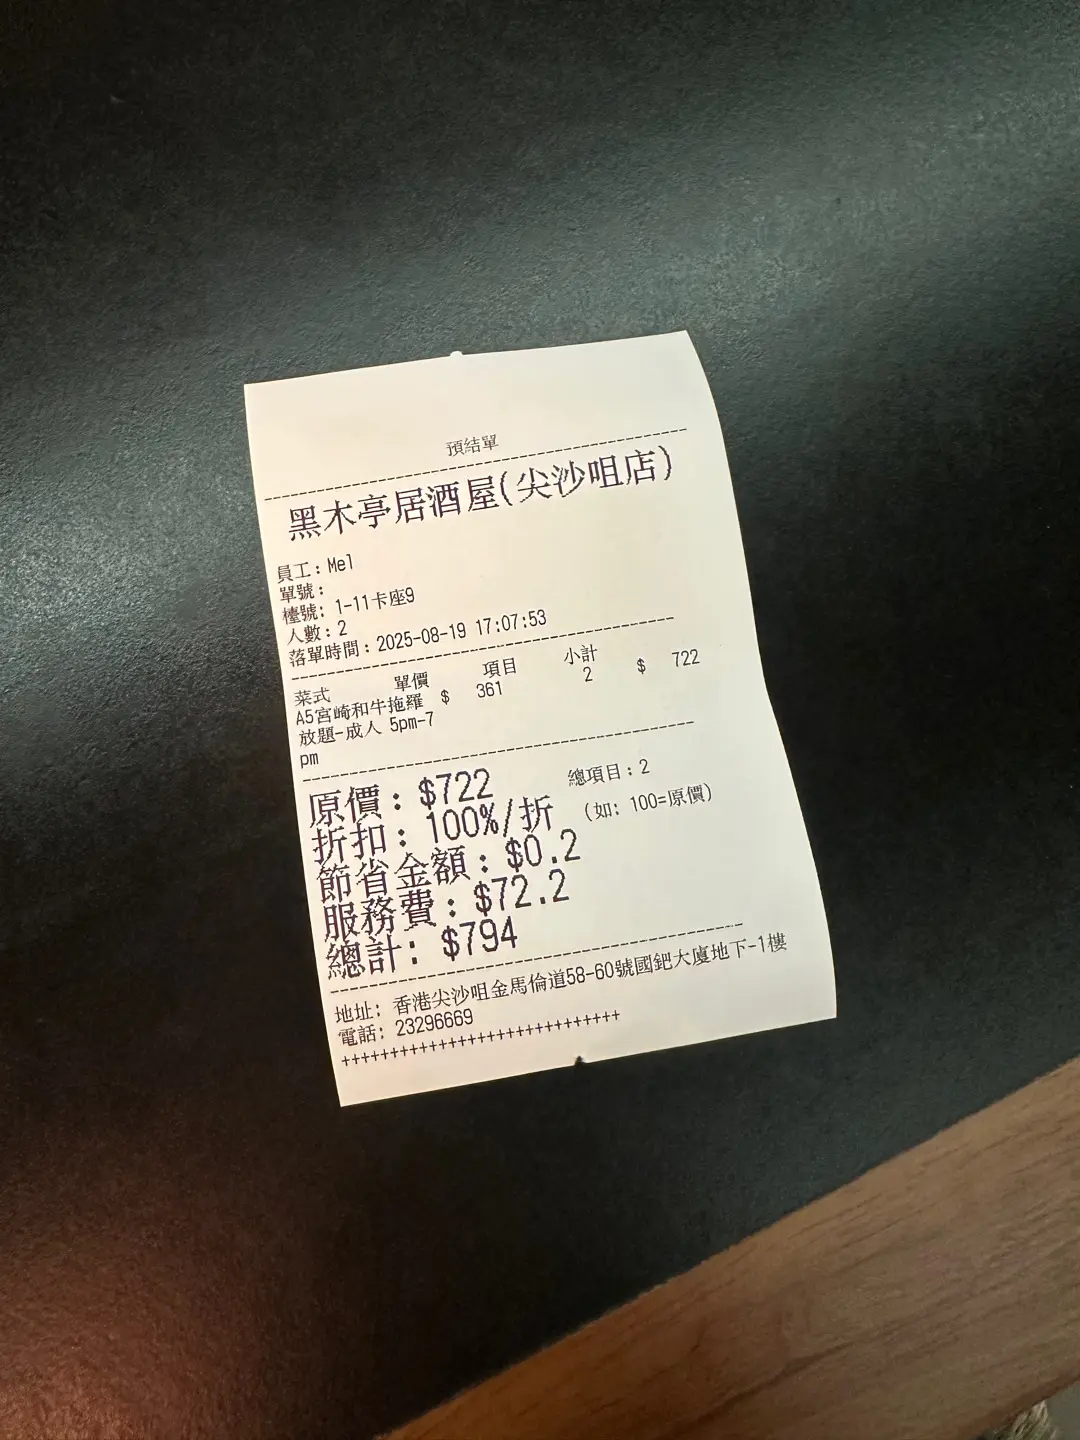 預結單
黑木亭居酒屋(尖沙咀店)
員工：Mel
單號：
檯號: 1-11卡座9
人數：2
落單時間：2025-08-19 17:07:53
菜式 單價 項目 小計
A5宮崎和牛拖羅 $ 361 2 $ 722
放題-成人 5pm-7
pm
原價：$722 總項目：2
折扣：100%/折 (如: 100=原價)
節省金額：$0.2
服務費：$72.2
總計: $794
地址: 香港尖沙咀金馬倫道58-60號國鈀大廈地下-1樓
電話: 23296669
++++++++++++++++++++++++++++